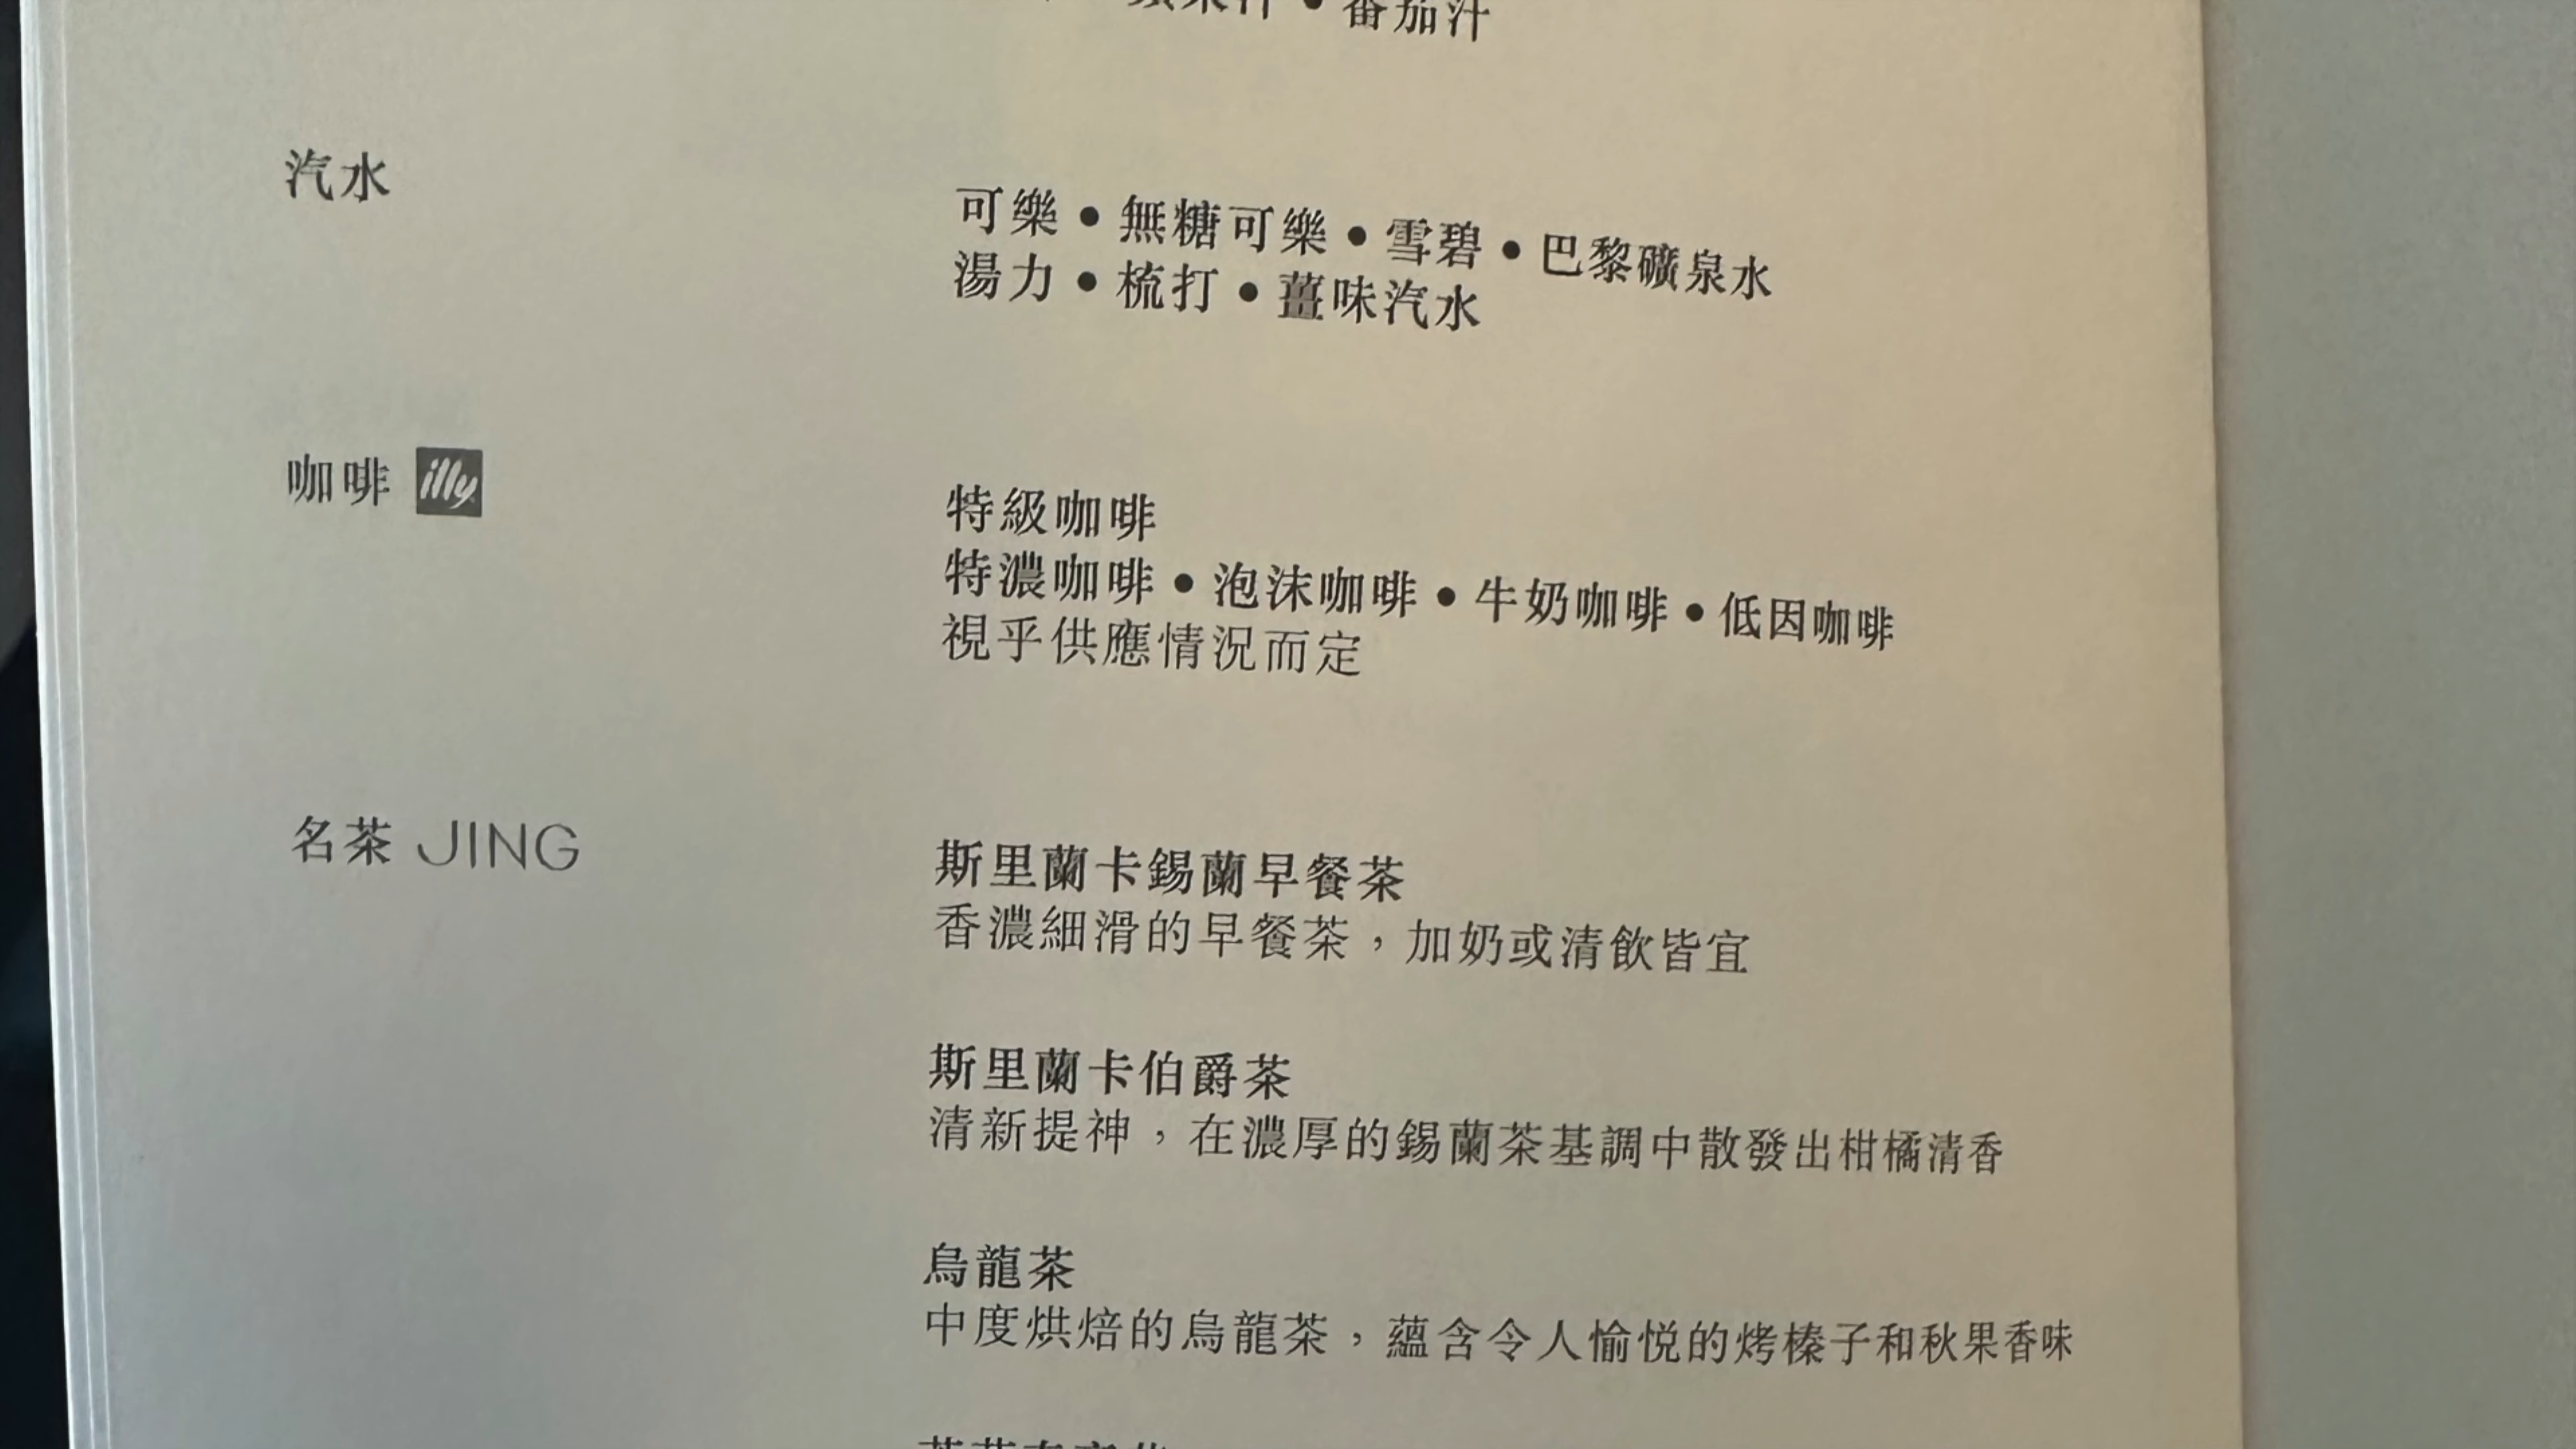 蘋果汁 • 番茄汁
汽水
可樂 • 無糖可樂 • 雪碧 • 巴黎礦泉水
湯力 • 梳打 • 薑味汽水
咖啡 illy
特級咖啡
特濃咖啡 • 泡沫咖啡 • 牛奶咖啡 • 低因咖啡
視乎供應情況而定
名茶 JING
斯里蘭卡錫蘭早餐茶
香濃細滑的早餐茶，加奶或清飲皆宜
斯里蘭卡伯爵茶
清新提神，在濃厚的錫蘭茶基調中散發出柑橘清香
烏龍茶
中度烘焙的烏龍茶，蘊含令人愉悦的烤榛子和秋果香味